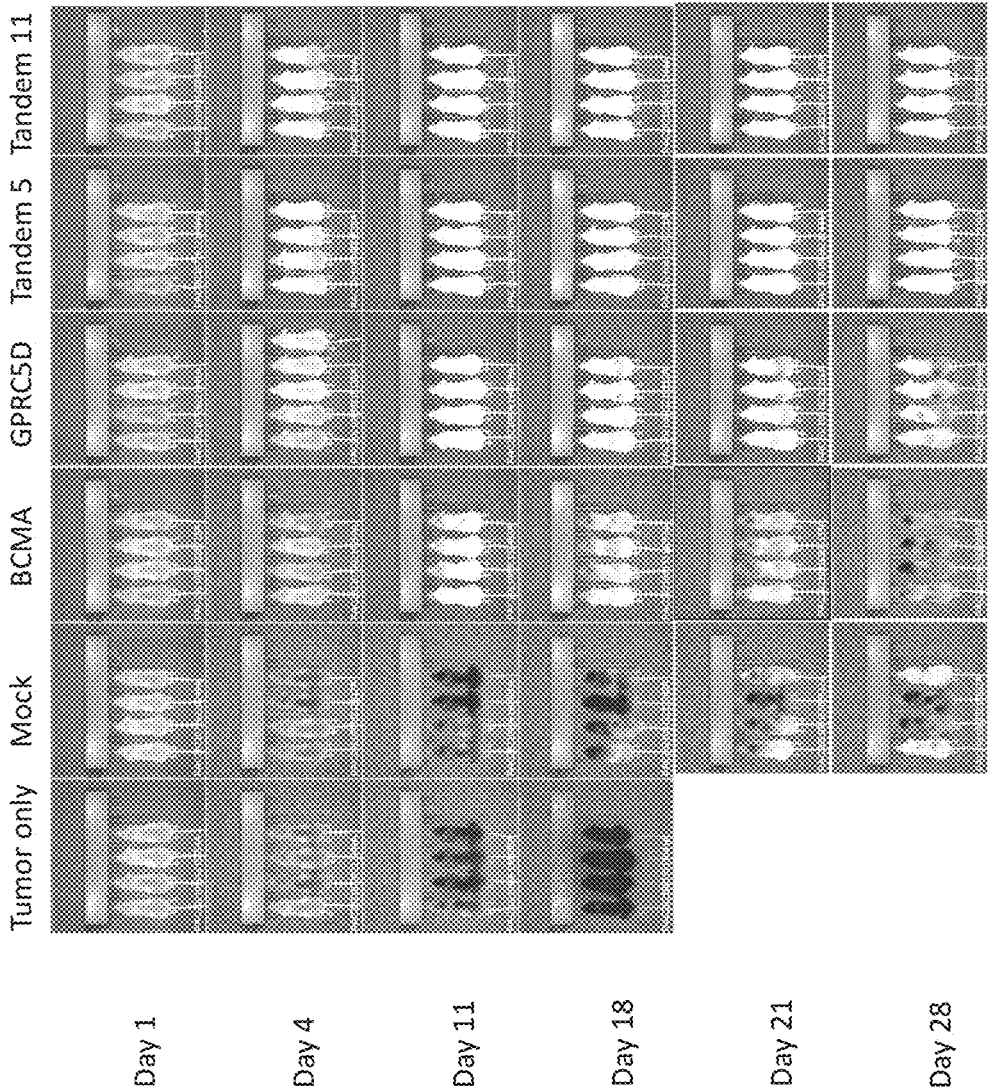 Tumor only
Mock
BCMA
GPRC5D
Tandem 5
Tandem 11
Day 1
Day 4
Day 11
Day 18
Day 21
Day 28